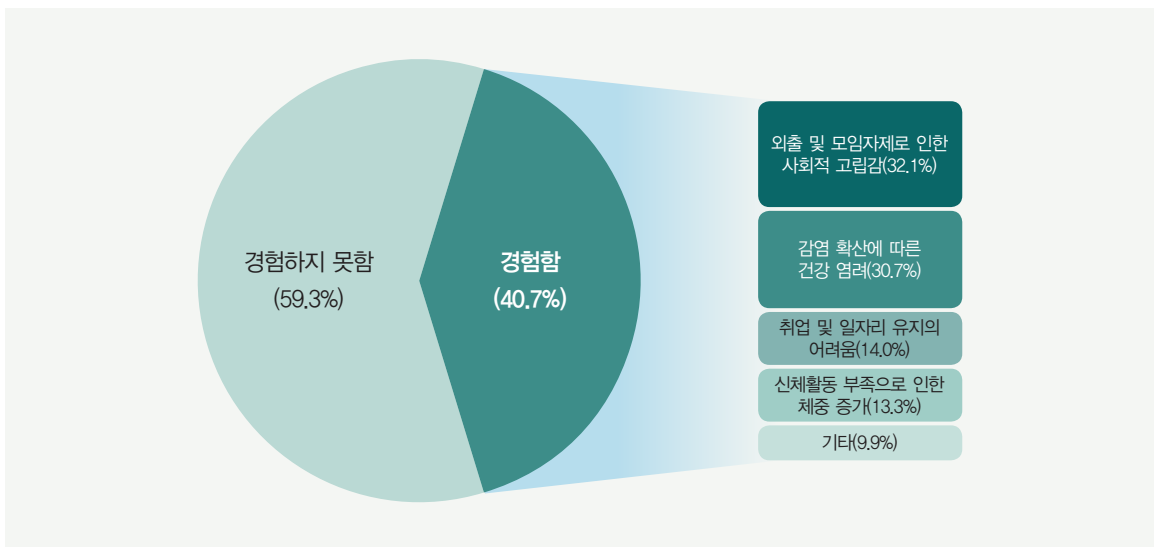 경험하지 못함
(59.3%)
경험함
(40.7%)
외출 및 모임자제로 인한
사회적 고립감(32.1%)
감염 확산에 따른
건강 염려(30.7%)
취업 및 일자리 유지의
어려움(14.0%)
신체활동 부족으로 인한
체중 증가(13.3%)
기타(9.9%)